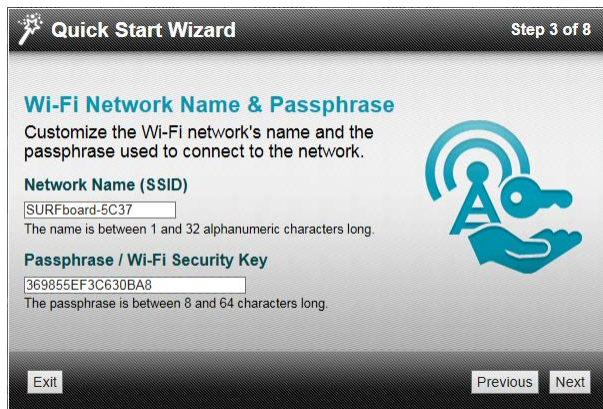 Quick Start Wizard
Step 3 of 8
Wi-Fi Network Name & Passphrase
Customize the Wi-Fi network's name and the
passphrase used to connect to the network.
Network Name (SSID)
SURFboard-5C37
The name is between 1 and 32 alphanumeric characters long.
Passphrase / Wi-Fi Security Key
369855EF3C630BA8
The passphrase is between 8 and 64 characters long.
Exit
Previous
Next